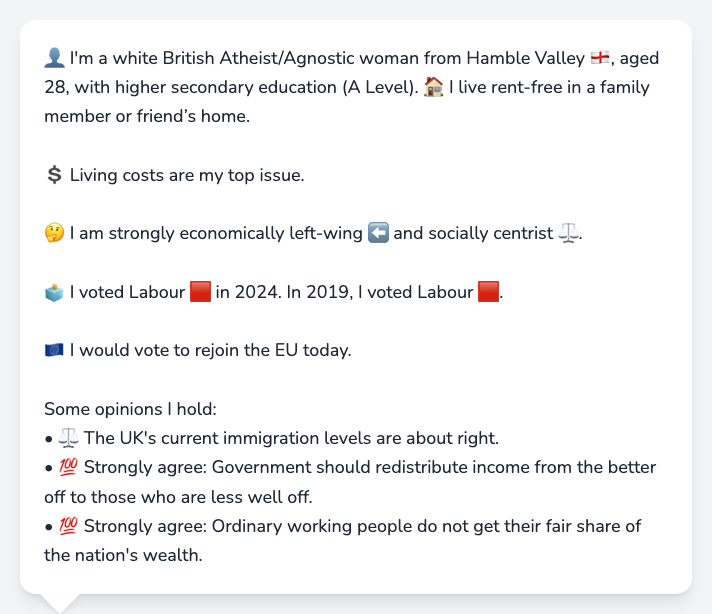 👤 I'm a white British Atheist/Agnostic woman from Hamble Valley 🏴󠁧󠁢󠁥󠁮󠁧󠁿, aged
28, with higher secondary education (A Level). 🏠 I live rent-free in a family
member or friend’s home.
💲 Living costs are my top issue.
🤔 I am strongly economically left-wing ⬅️ and socially centrist ⚖️.
🗳️ I voted Labour 🟥 in 2024. In 2019, I voted Labour 🟥.
🇪🇺 I would vote to rejoin the EU today.
Some opinions I hold:
• ⚖️ The UK's current immigration levels are about right.
• 💯 Strongly agree: Government should redistribute income from the better
off to those who are less well off.
• 💯 Strongly agree: Ordinary working people do not get their fair share of
the nation's wealth.